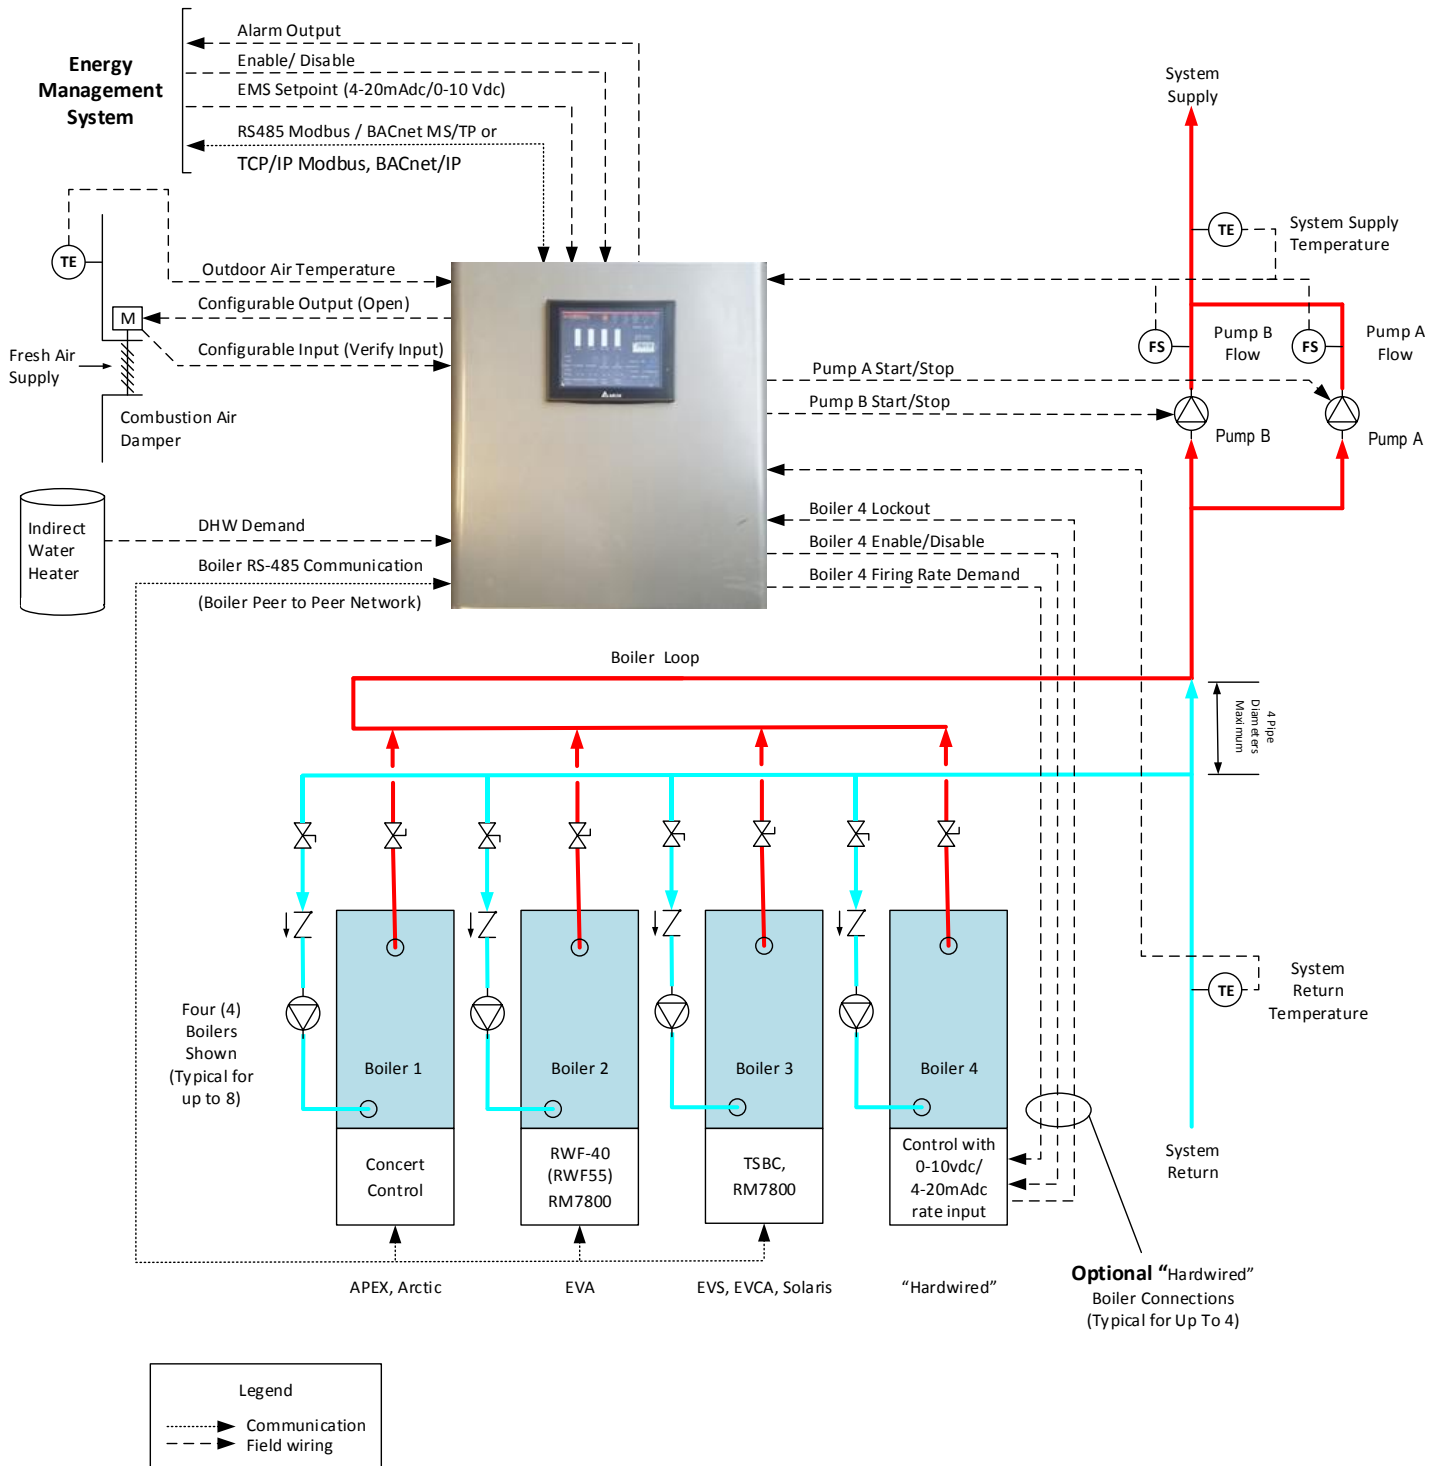 Energy
Management
System
Alarm Output
Enable/ Disable
EMS Setpoint (4-20mAdc/0-10 Vdc)
RS485 Modbus / BACnet MS/TP or
TCP/IP Modbus, BACnet/IP
System
Supply
TE
System Supply
Temperature
TE
Outdoor Air Temperature
Configurable Output (Open)
M
Configurable Input (Verify Input)
Fresh Air
Supply
Combustion Air
Damper
FS
Pump B
Flow
FS
Pump A
Flow
Pump A Start/Stop
Pump B Start/Stop
Pump B
Pump A
Indirect
Water
Heater
DHW Demand
Boiler RS-485 Communication
(Boiler Peer to Peer Network)
Boiler 4 Lockout
Boiler 4 Enable/Disable
Boiler 4 Firing Rate Demand
Boiler Loop
4 Pipe
Diameters
Maximum
TE
System
Return
Temperature
Four (4)
Boilers
Shown
(Typical for
up to 8)
Boiler 1
Boiler 2
Boiler 3
Boiler 4
Concert
Control
RWF-40
(RWF55)
RM7800
TSBC,
RM7800
Control with
0-10vdc/
4-20mAdc
rate input
System
Return
APEX, Arctic
EVA
EVS, EVCA, Solaris
"Hardwired"
Optional "Hardwired"
Boiler Connections
(Typical for Up To 4)
Legend
Communication
Field wiring